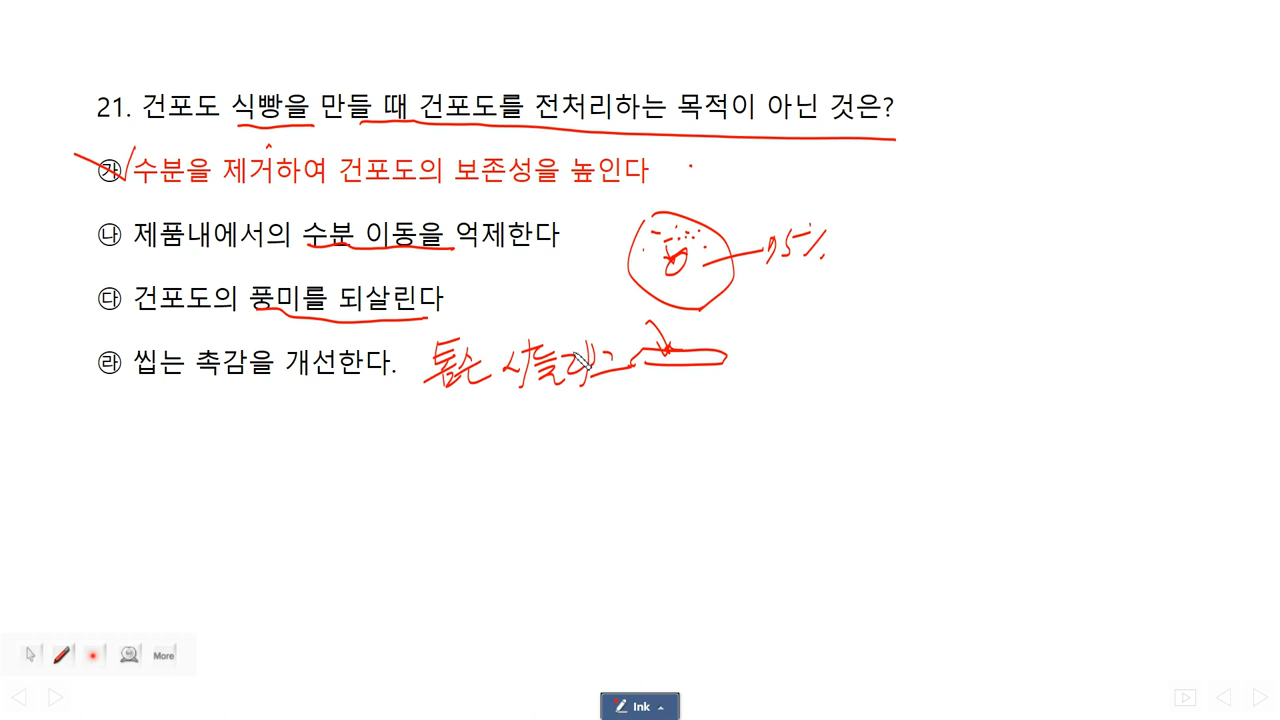 21. 건포도 식빵을 만들 때 건포도를 전처리하는 목적이 아닌 것은?
㉮ 수분을 제거하여 건포도의 보존성을 높인다
㉯ 제품내에서의 수분 이동을 억제한다
㉰ 건포도의 풍미를 되살린다
㉱ 씹는 촉감을 개선한다.
More
Ink